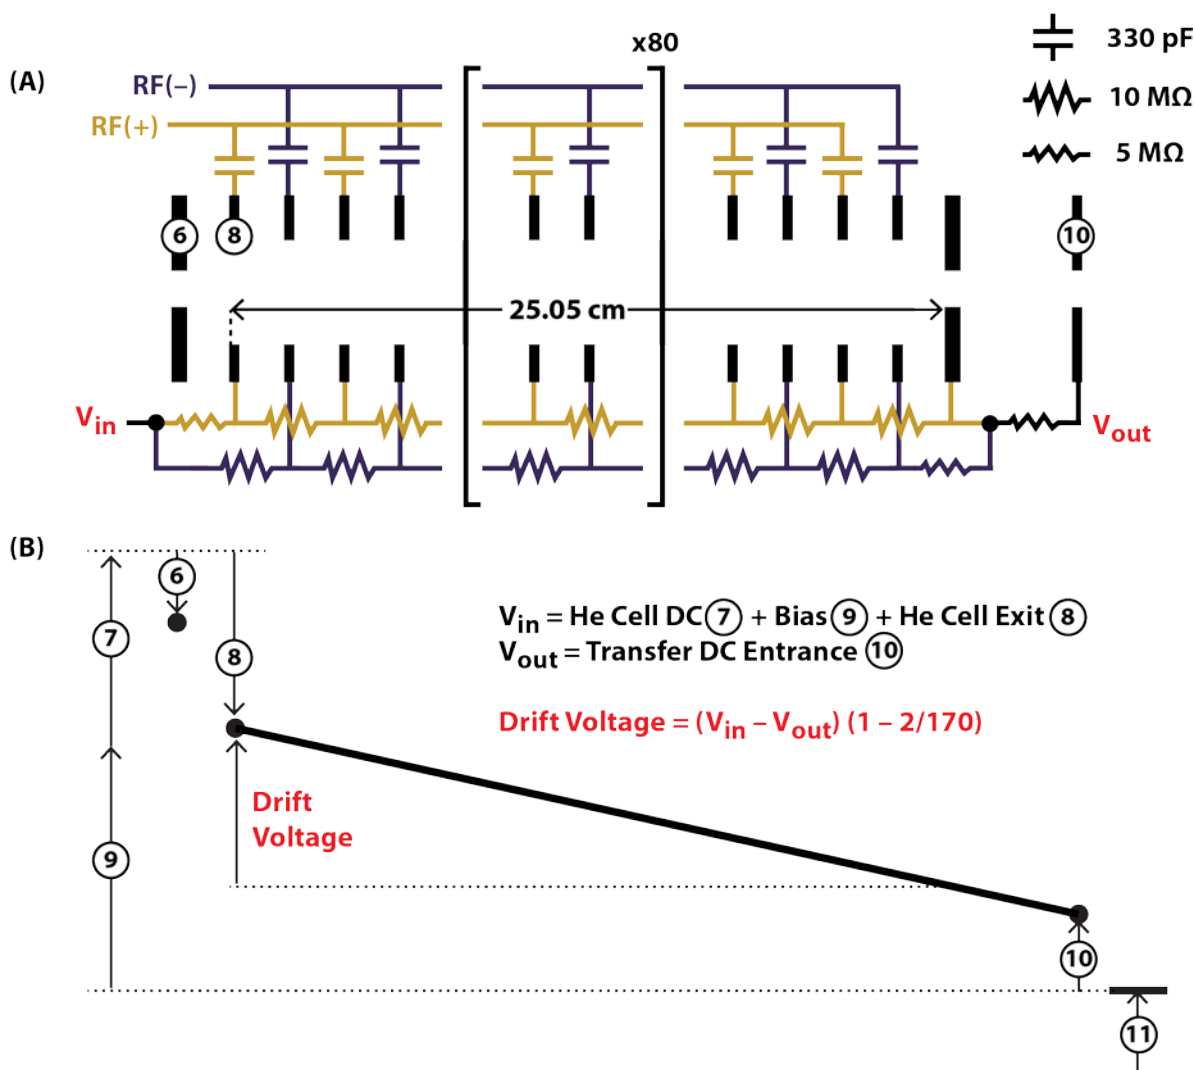 (A)
x80
330 pF
10 MΩ
5 MΩ
RF(−)
RF(+)
6
8
10
25.05 cm
Vin
Vout
(B)
6
7
8
9
Vin = He Cell DC 7 + Bias 9 + He Cell Exit 8
Vout = Transfer DC Entrance 10
Drift Voltage = (Vin – Vout) (1 – 2/170)
Drift
Voltage
10
11